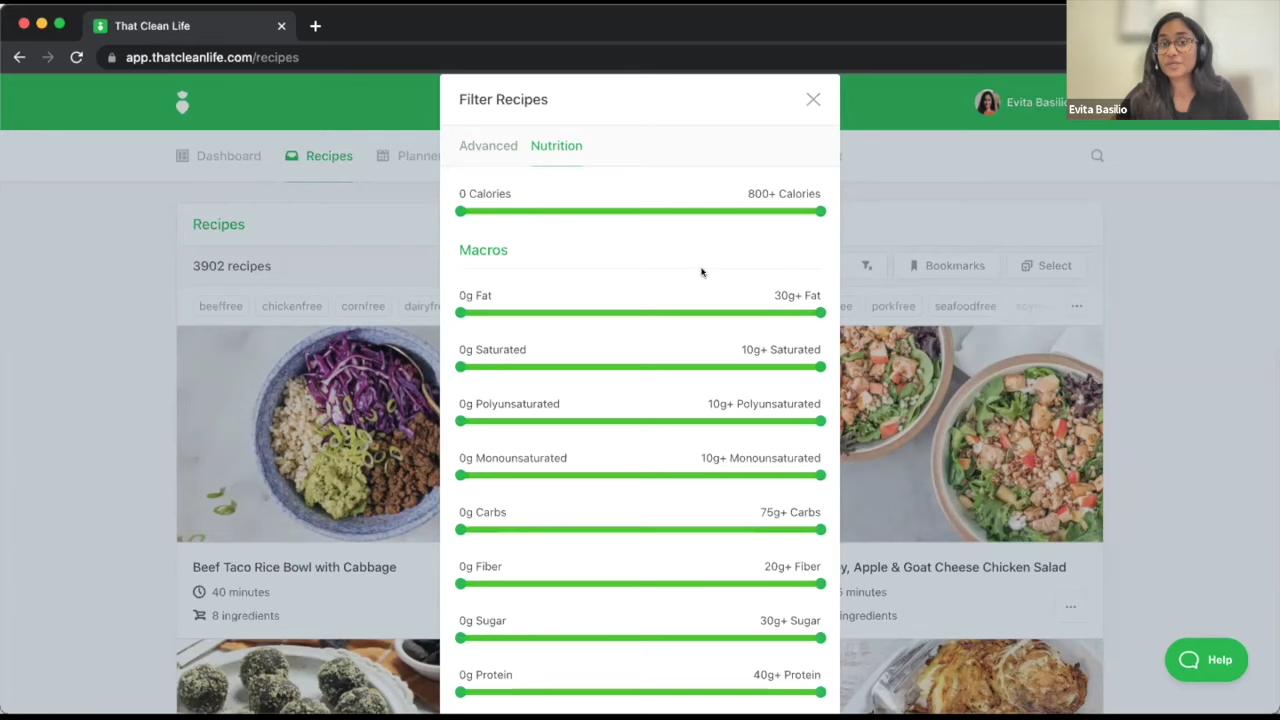 That Clean Life
app.thatcleanlife.com/recipes
Evita Basilio
Evita Basili
Filter Recipes
Advanced Nutrition
Dashboard
Recipes
Planner
Recipes
3902 recipes
Bookmarks
Select
beeffree
chickenfree
cornfree
dairyfr
ee
porkfree
seafoodfree
0 Calories 800+ Calories
Macros
0g Fat 30g+ Fat
0g Saturated 10g+ Saturated
0g Polyunsaturated 10g+ Polyunsaturated
0g Monounsaturated 10g+ Monounsaturated
0g Carbs 75g+ Carbs
0g Fiber 20g+ Fiber
0g Sugar 30g+ Sugar
0g Protein 40g+ Protein
Beef Taco Rice Bowl with Cabbage
40 minutes
8 ingredients
y, Apple & Goat Cheese Chicken Salad
minutes
ingredients
Help